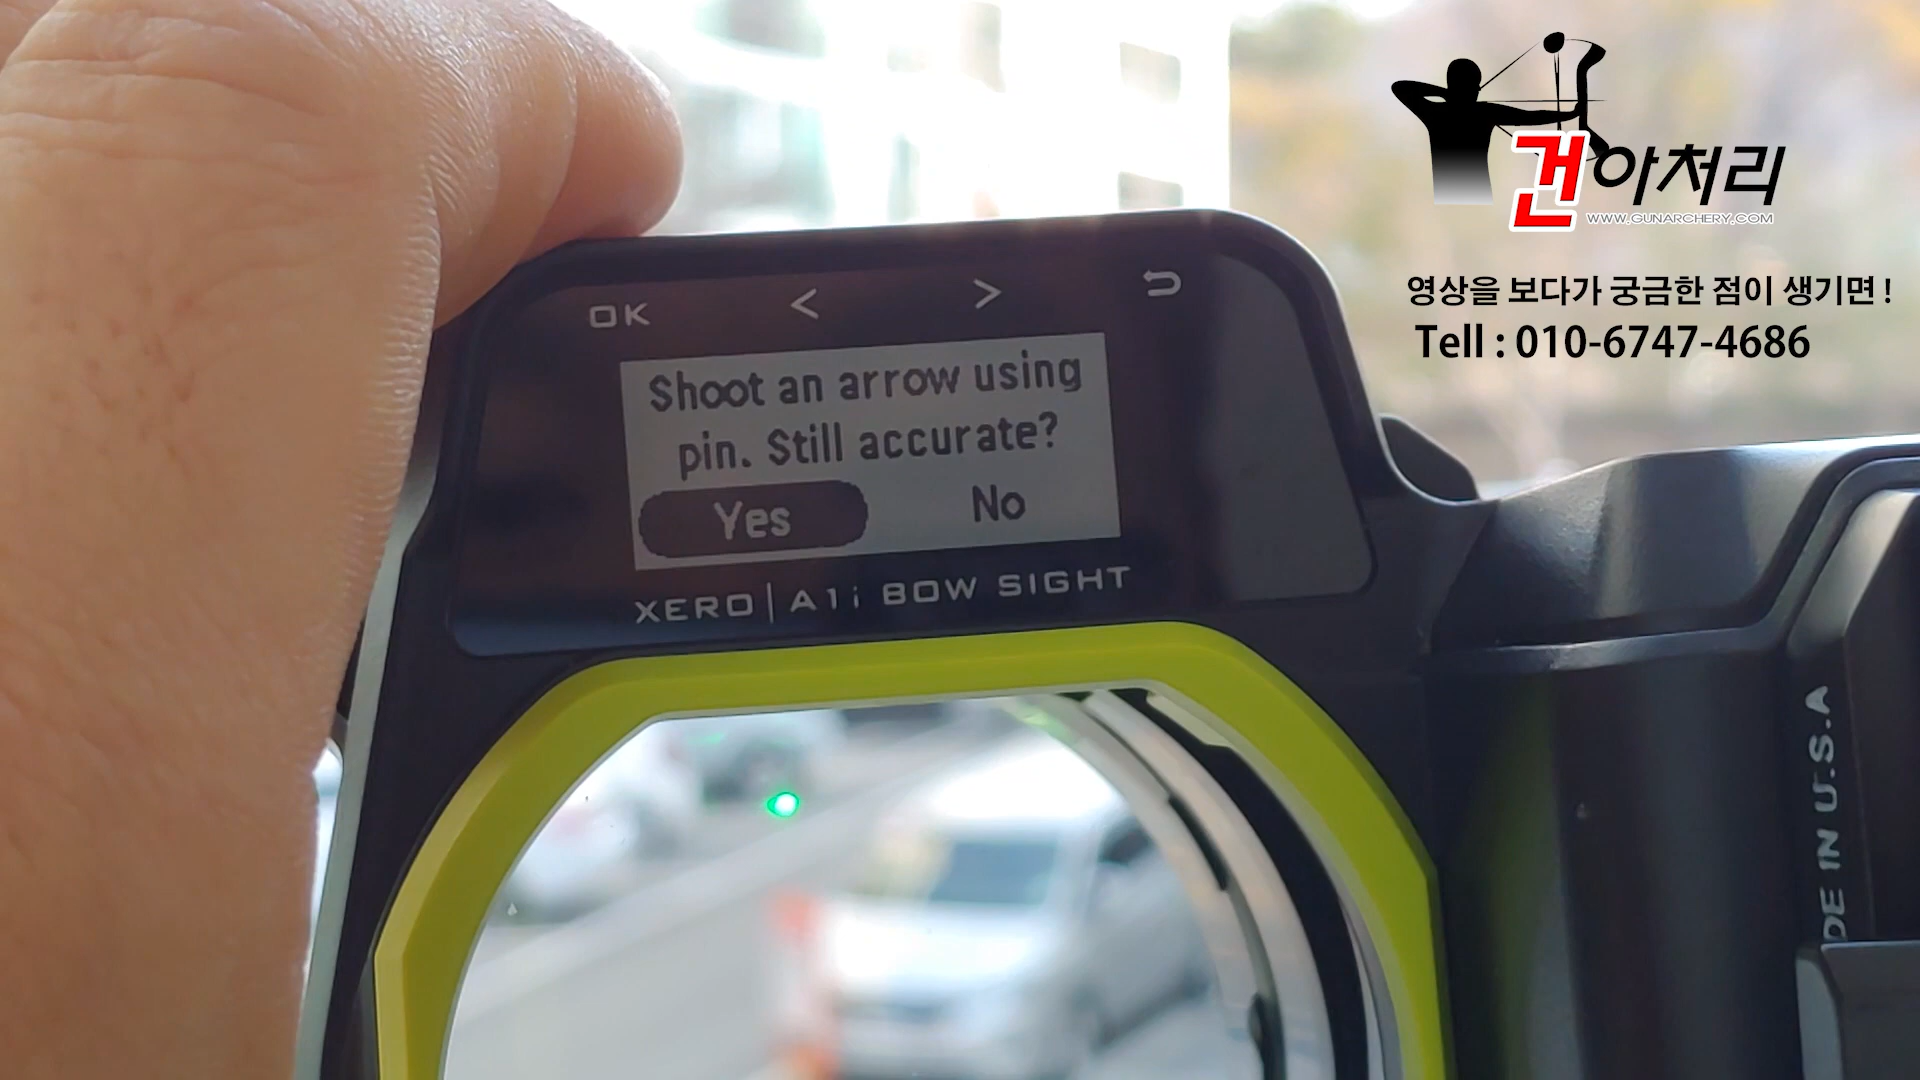 건아처리
WWW.GUNARCHERY.COM
영상을 보다가 궁금한 점이 생기면 !
Tell : 010-6747-4686
OK < >
Shoot an arrow using
pin. Still accurate?
Yes No
XERO | A1i BOW SIGHT
DE IN U.S.A